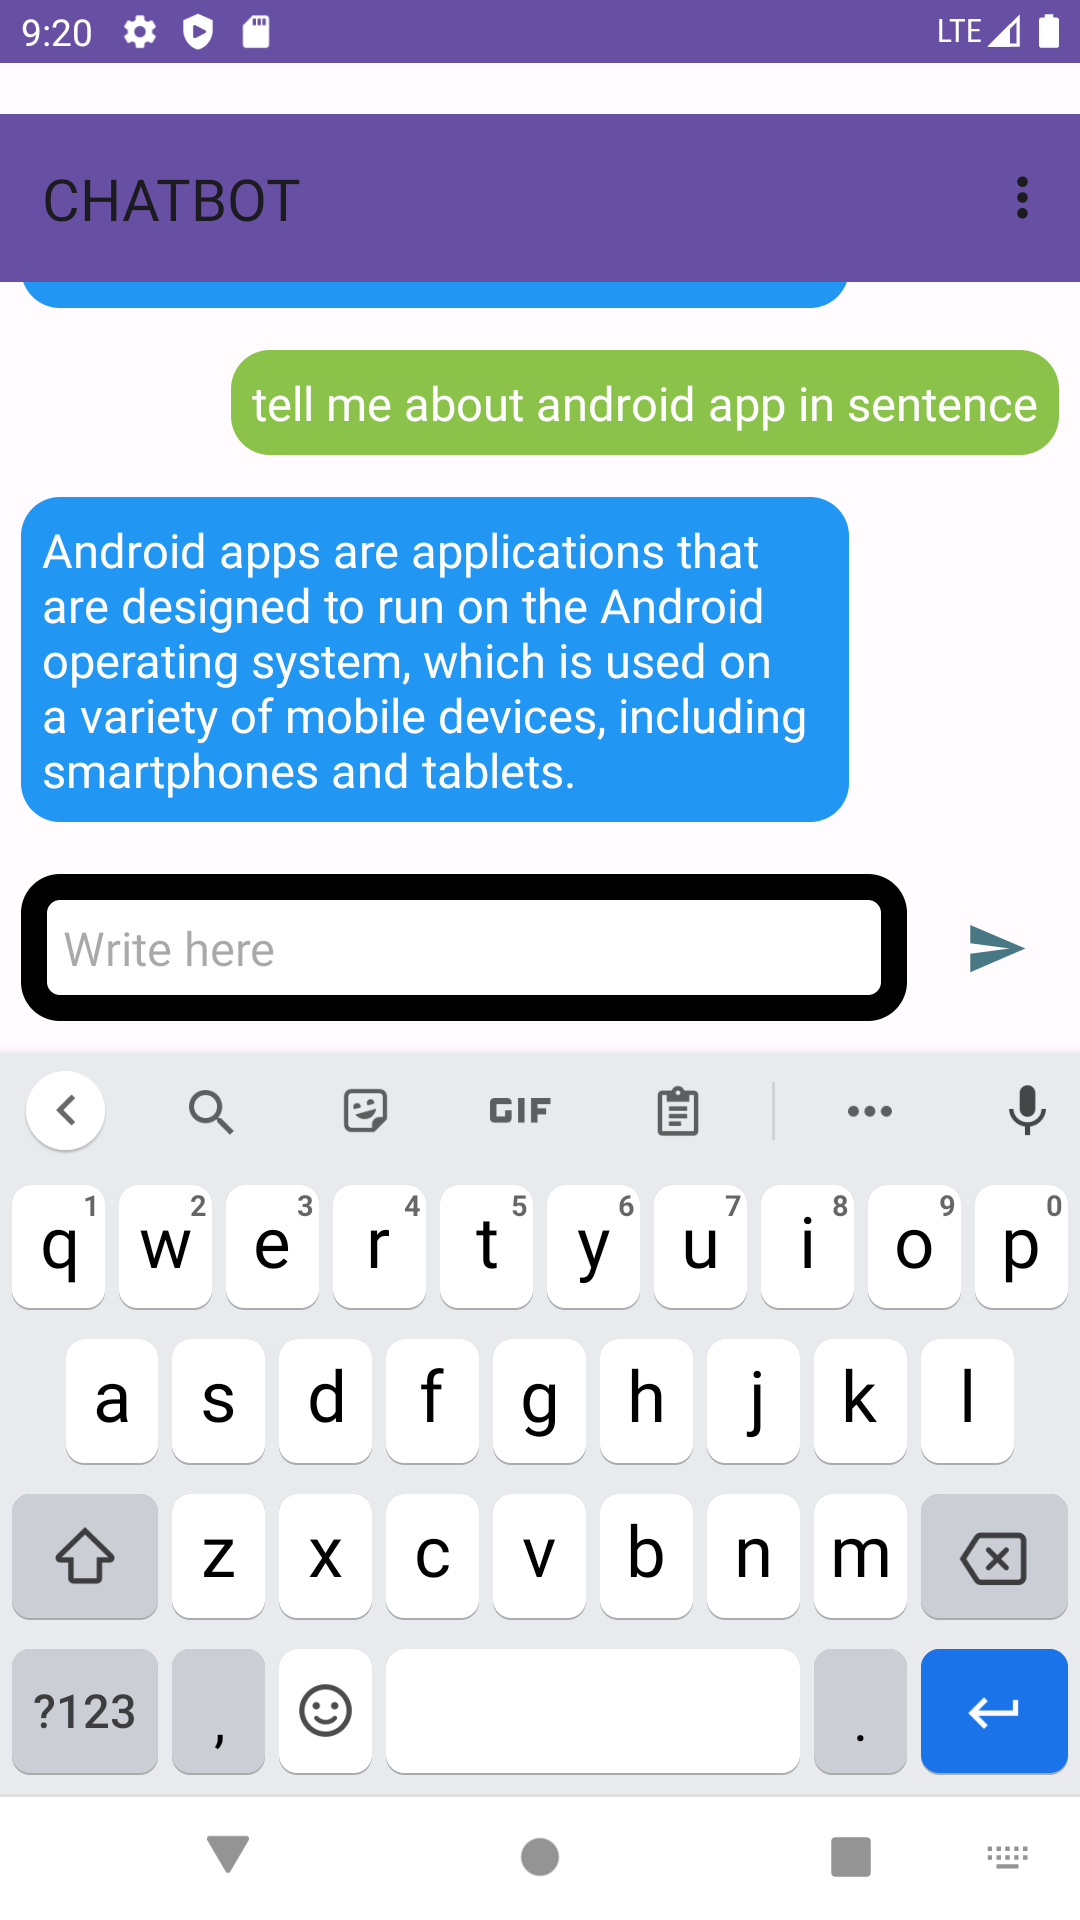 9:20 LTE
CHATBOT
tell me about android app in sentence
Android apps are applications that
are designed to run on the Android
operating system, which is used on
a variety of mobile devices, including
smartphones and tablets.
Write here
GIF
1 2 3 4 5 6 7 8 9 0
q w e r t y u i o p
a s d f g h j k l
z x c v b n m
?123 , .